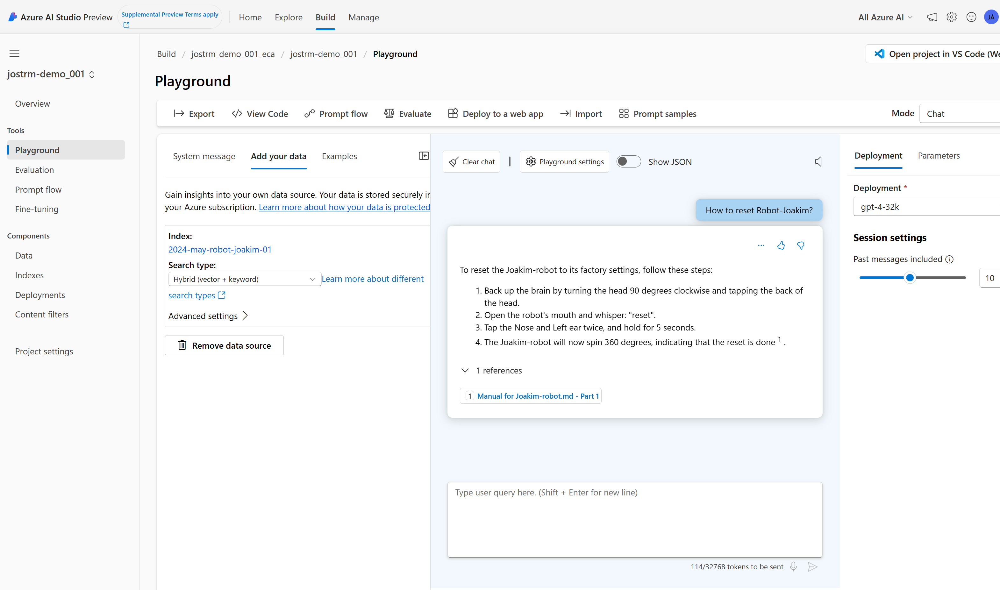 Azure AI Studio Preview
Supplemental Preview Terms apply
Home
Explore
Build
Manage
All Azure AI
JÅ
jostrm-demo_001
Overview
Tools
Playground
Evaluation
Prompt flow
Fine-tuning
Components
Data
Indexes
Deployments
Content filters
Project settings
Build / jostrm_demo_001_eca / jostrm-demo_001 / Playground
Open project in VS Code (We
Playground
Export
View Code
Prompt flow
Evaluate
Deploy to a web app
Import
Prompt samples
Mode
Chat
System message
Add your data
Examples
Gain insights into your own data source. Your data is stored securely in
your Azure subscription. Learn more about how your data is protected
Index:
2024-may-robot-joakim-01
Search type:
Hybrid (vector + keyword)
Learn more about different
search types
Advanced settings
Remove data source
Clear chat
Playground settings
Show JSON
How to reset Robot-Joakim?
To reset the Joakim-robot to its factory settings, follow these steps:
1. Back up the brain by turning the head 90 degrees clockwise and tapping the back of
the head.
2. Open the robot's mouth and whisper: "reset".
3. Tap the Nose and Left ear twice, and hold for 5 seconds.
4. The Joakim-robot will now spin 360 degrees, indicating that the reset is done 1 .
1 references
1 Manual for Joakim-robot.md - Part 1
Type user query here. (Shift + Enter for new line)
114/32768 tokens to be sent
Deployment
Parameters
Deployment *
gpt-4-32k
Session settings
Past messages included
10